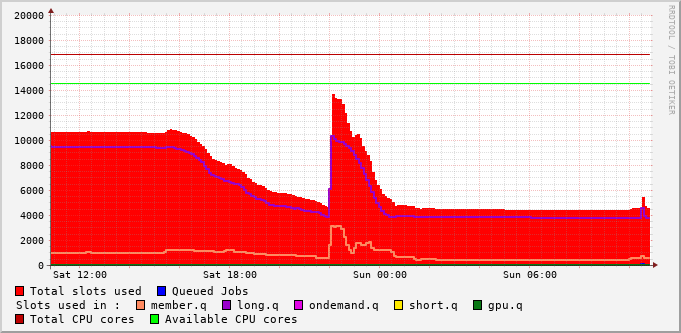 20000
18000
16000
14000
12000
10000
8000
6000
4000
2000
0
Sat 12:00 Sat 18:00 Sun 00:00 Sun 06:00
Total slots used Queued Jobs
Slots used in : member.q long.q ondemand.q short.q gpu.q
Total CPU cores Available CPU cores
RRDTOOL / TOBI OETIKER